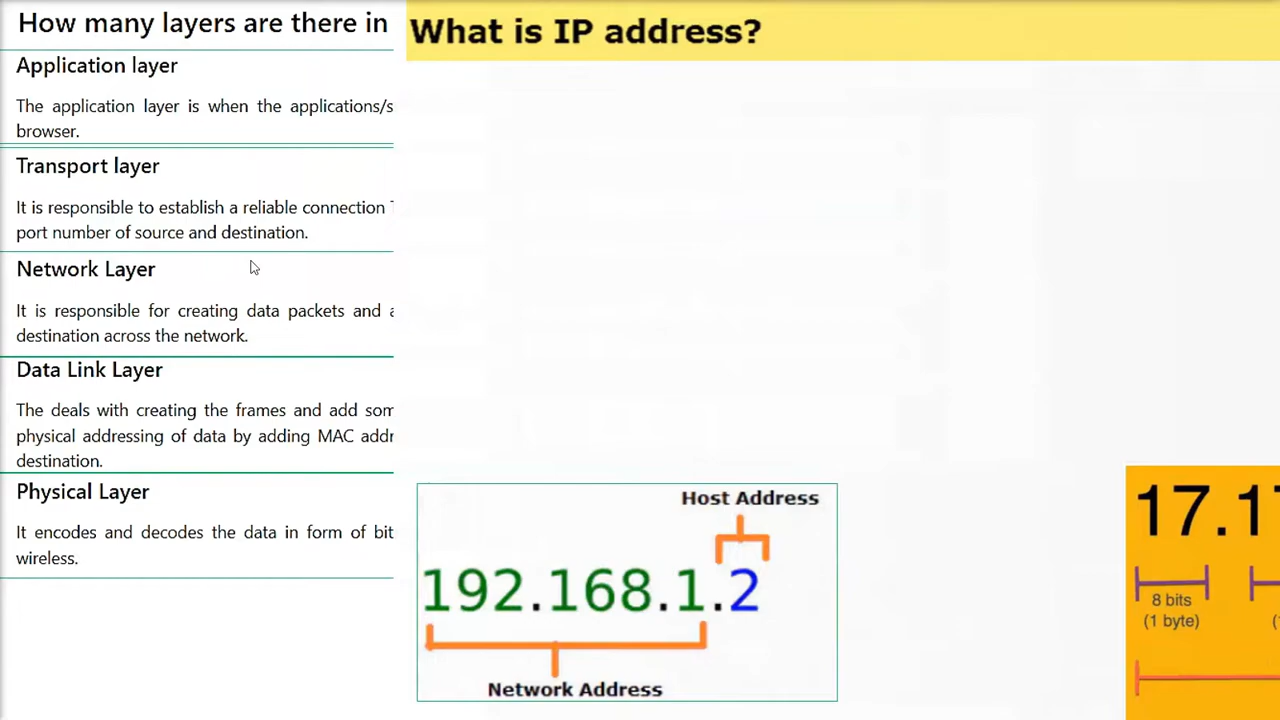 How many layers are there in
Application layer
The application layer is when the applications/s
browser.
Transport layer
It is responsible to establish a reliable connection
port number of source and destination.
Network Layer
It is responsible for creating data packets and a
destination across the network.
Data Link Layer
The deals with creating the frames and add som
physical addressing of data by adding MAC addr
destination.
Physical Layer
It encodes and decodes the data in form of bit
wireless.
What is IP address?
Host Address
192.168.1.2
Network Address
17.17
8 bits
(1 byte)
(